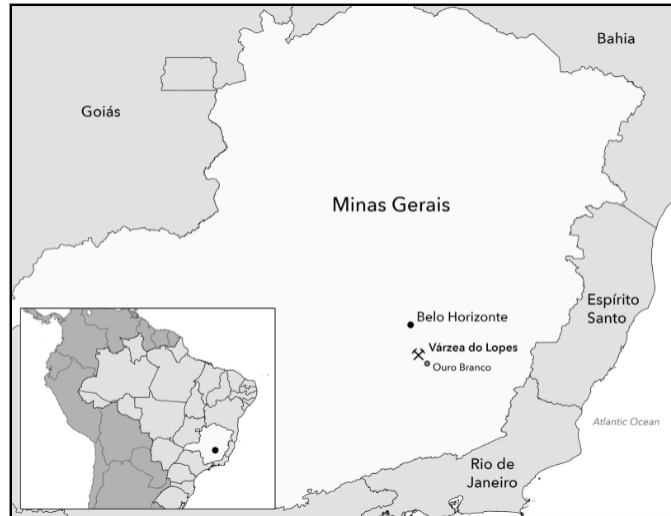 Bahia
Goiás
Minas Gerais
Espírito
Santo
Belo Horizonte
Várzea do Lopes
Ouro Branco
Atlantic Ocean
Rio de
Janeiro